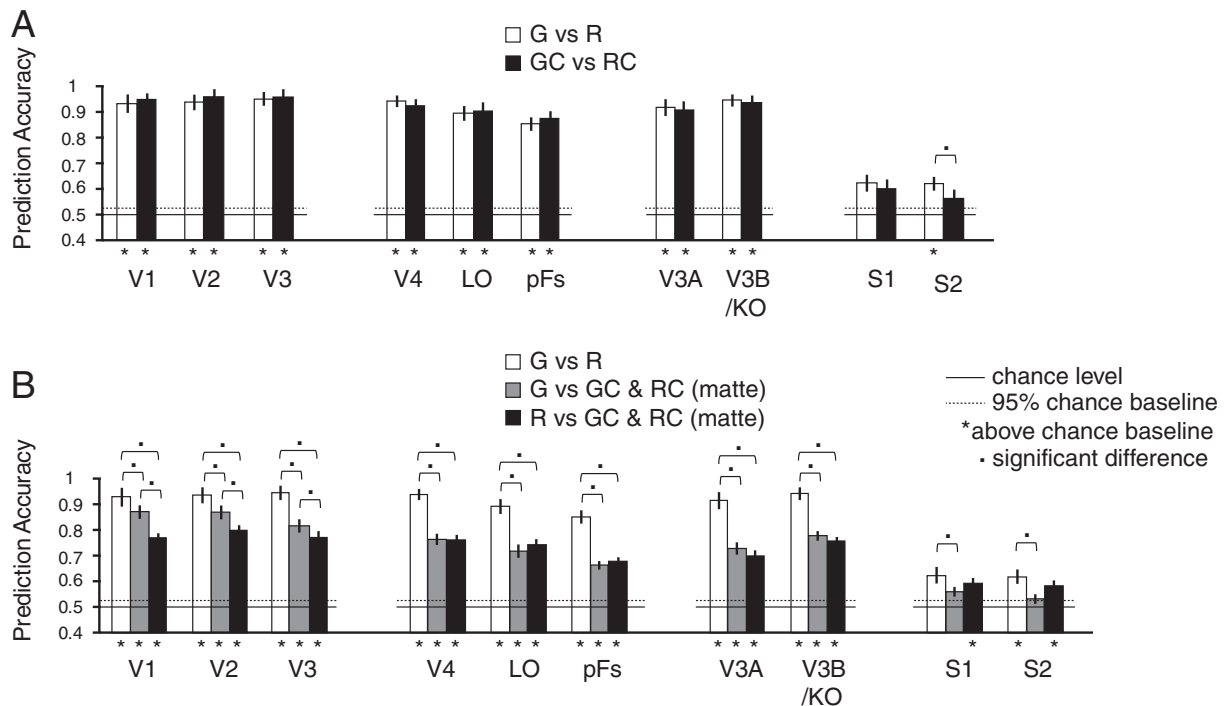 A
G vs R
GC vs RC
Prediction Accuracy
1
0.9
0.8
0.7
0.6
0.5
0.4
* * * * * * * * * * * * * * * * *
V1 V2 V3 V4 LO pFs V3A V3B /KO S1 S2
B
G vs R
G vs GC & RC (matte)
R vs GC & RC (matte)
chance level
95% chance baseline
*above chance baseline
▪ significant difference
Prediction Accuracy
1
0.9
0.8
0.7
0.6
0.5
0.4
* * * * * * * * * * * * * * * * * * * * * * * * * * *
V1 V2 V3 V4 LO pFs V3A V3B /KO S1 S2